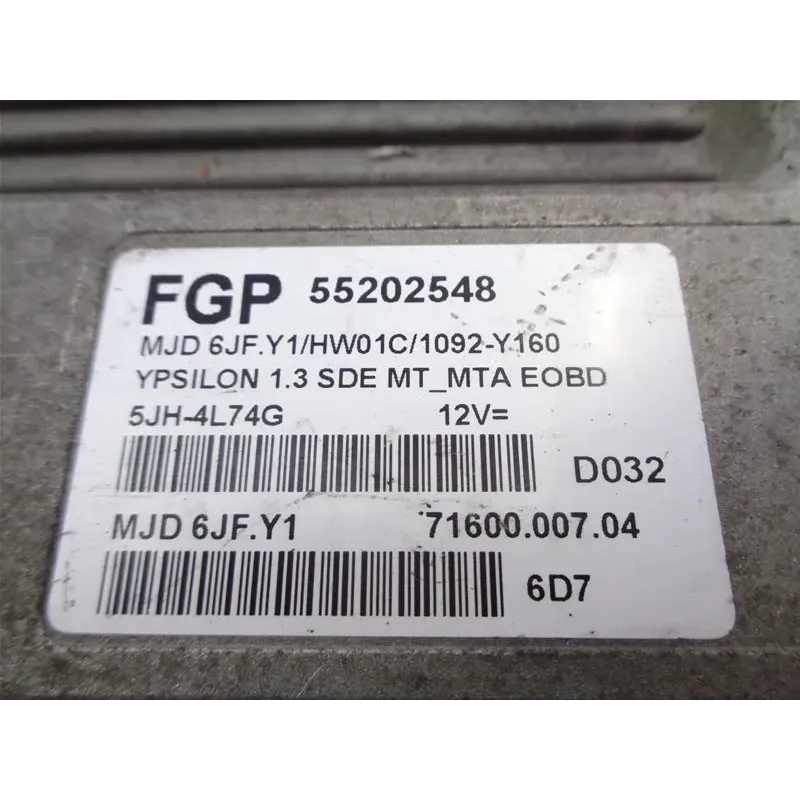 FGP 55202548
MJD 6JF.Y1/HW01C/1092-Y160
YPSILON 1.3 SDE MT_MTA EOBD
5JH-4L74G 12V=
D032
MJD 6JF.Y1 71600.007.04
6D7